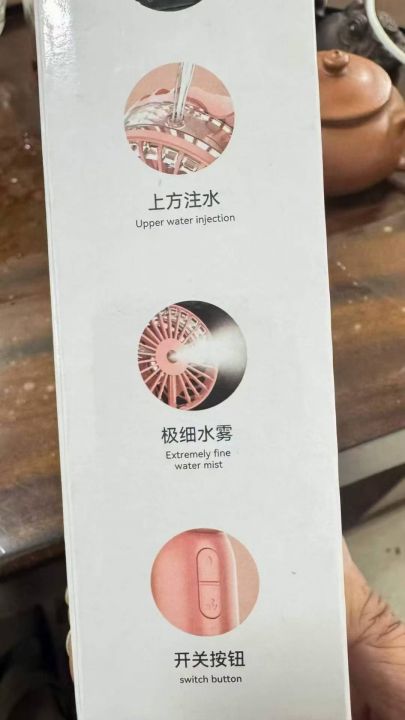 上方注水
Upper water injection
极细水雾
Extremely fine
water mist
开关按钮
switch button